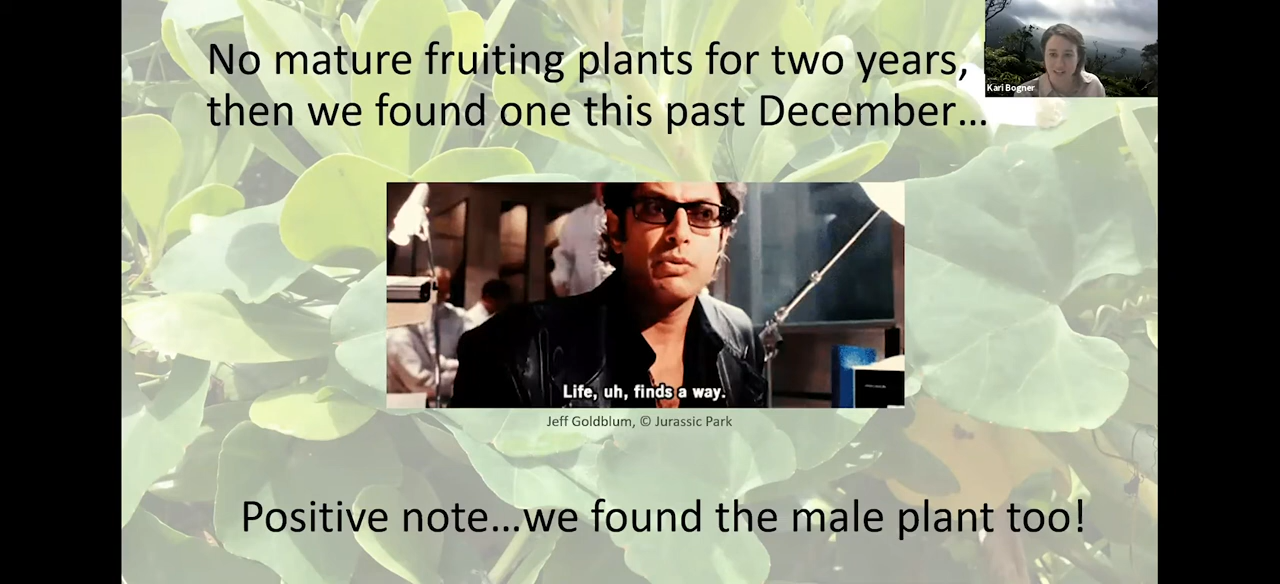 No mature fruiting plants for two years,
then we found one this past December...
Kari Bogner
Life, uh, finds a way.
Jeff Goldblum, © Jurassic Park
Positive note...we found the male plant too!